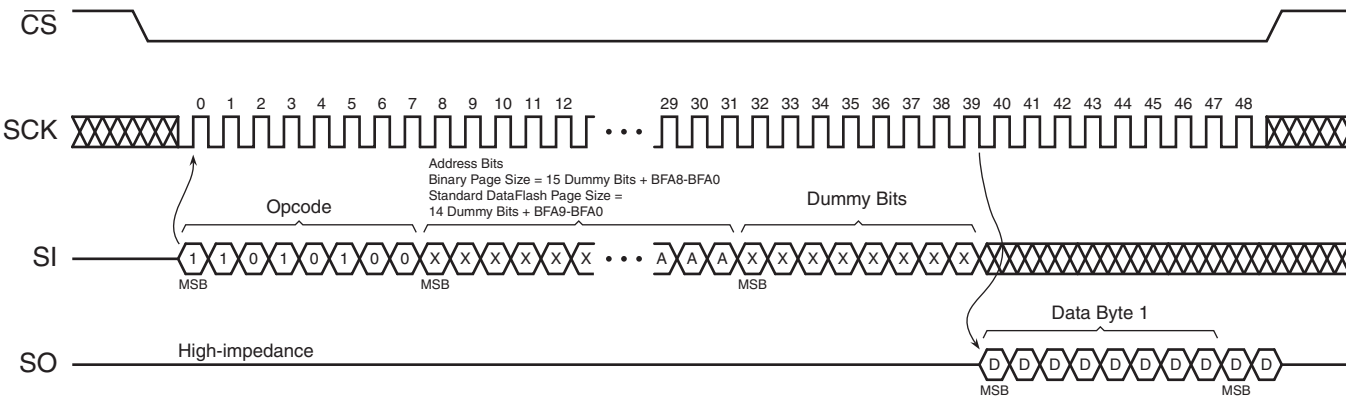 CS
0 1 2 3 4 5 6 7 8 9 10 11 12 29 30 31 32 33 34 35 36 37 38 39 40 41 42 43 44 45 46 47 48
SCK
• • •
Address Bits
Binary Page Size = 15 Dummy Bits + BFA8-BFA0
Standard DataFlash Page Size =
14 Dummy Bits + BFA9-BFA0
Opcode
Dummy Bits
SI
1 1 0 1 0 1 0 0 X X X X X X • • • A A A X X X X X X X X
MSB MSB MSB
Data Byte 1
High-impedance
SO
D D D D D D D D D D
MSB MSB